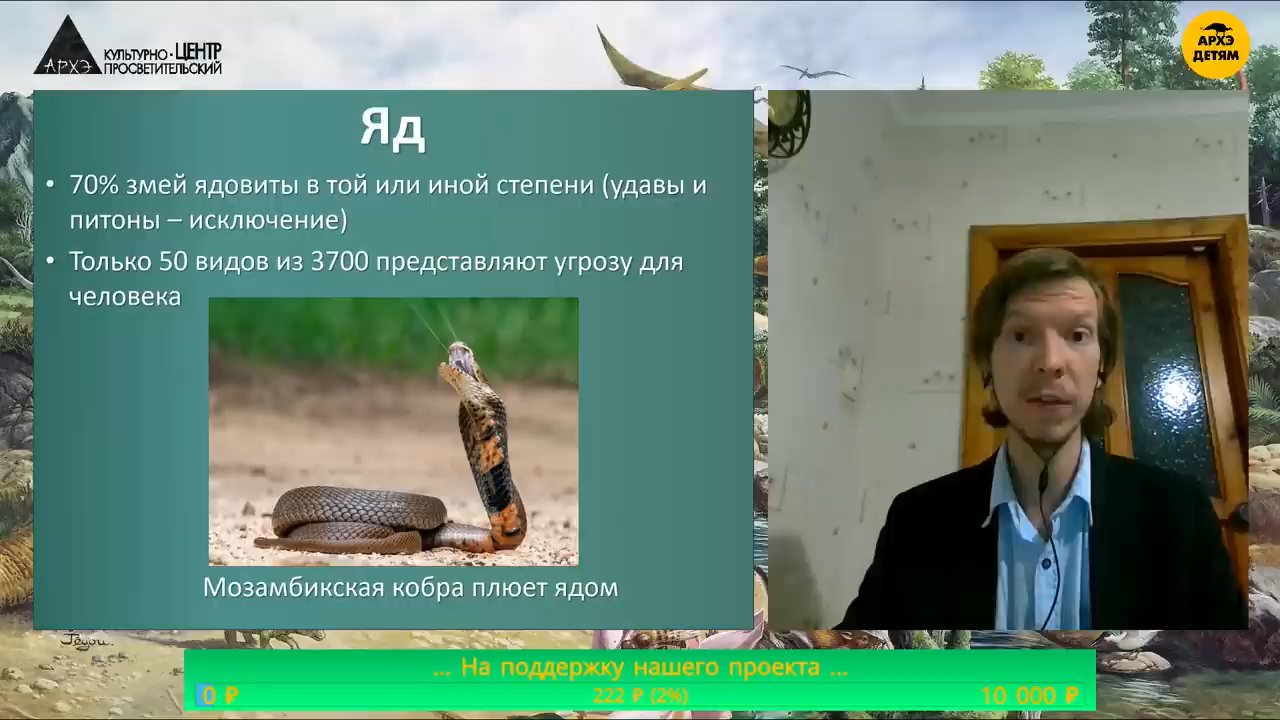 АРХЭ
КУЛЬТУРНО - ЦЕНТР
ПРОСВЕТИТЕЛЬСКИЙ
АРХЭ
ДЕТЯМ
Яд
• 70% змей ядовиты в той или иной степени (удавы и
питоны – исключение)
• Только 50 видов из 3700 представляют угрозу для
человека
Мозамбикская кобра плюет ядом
... На поддержку нашего проекта ...
0 ₽
222 ₽ (2%)
10 000 ₽